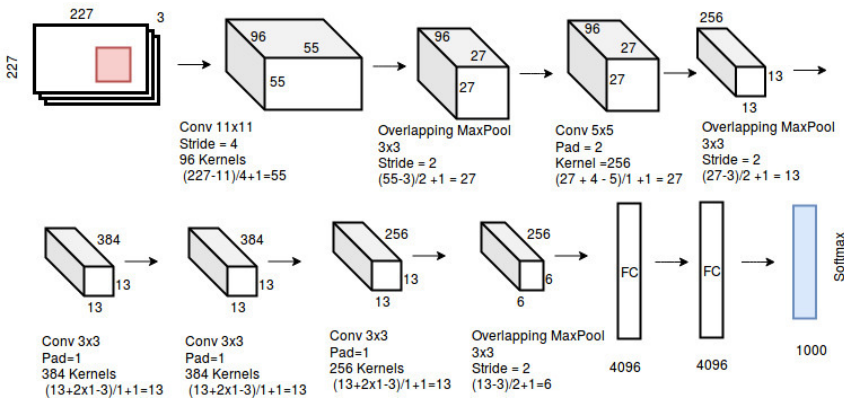 227
3
227
96
55
55
Conv 11x11
Stride = 4
96 Kernels
(227-11)/4+1=55
96
27
27
Overlapping MaxPool
3x3
Stride = 2
(55-3)/2 +1 = 27
96
27
27
Conv 5x5
Pad = 2
Kernel =256
(27 + 4 - 5)/1 +1 = 27
256
13
13
Overlapping MaxPool
3x3
Stride = 2
(27-3)/2 +1 = 13
384
13
13
Conv 3x3
Pad=1
384 Kernels
(13+2x1-3)/1+1=13
384
13
13
Conv 3x3
Pad=1
384 Kernels
(13+2x1-3)/1+1=13
256
13
13
Conv 3x3
Pad=1
256 Kernels
(13+2x1-3)/1+1=13
256
6
6
Overlapping MaxPool
3x3
Stride = 2
(13-3)/2+1=6
FC
4096
FC
4096
Softmax
1000